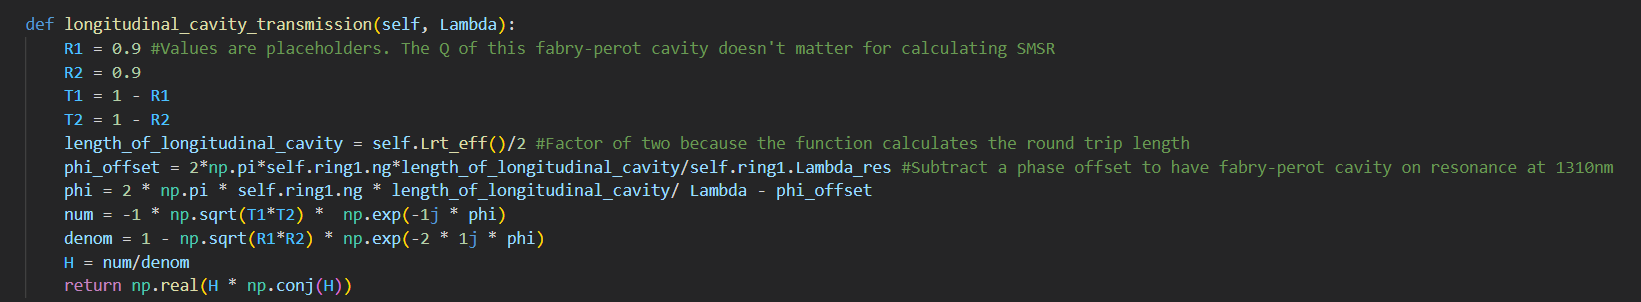 def longitudinal_cavity_transmission(self, Lambda):
    R1 = 0.9 #Values are placeholders. The Q of this fabry-perot cavity doesn't matter for calculating SMSR
    R2 = 0.9
    T1 = 1 - R1
    T2 = 1 - R2
    length_of_longitudinal_cavity = self.Lrt_eff()/2 #Factor of two because the function calculates the round trip length
    phi_offset = 2*np.pi*self.ring1.ng*length_of_longitudinal_cavity/self.ring1.Lambda_res #Subtract a phase offset to have fabry-perot cavity on resonance at 1310nm
    phi = 2 * np.pi * self.ring1.ng * length_of_longitudinal_cavity/ Lambda - phi_offset
    num = -1 * np.sqrt(T1*T2) *  np.exp(-1j * phi)
    denom = 1 - np.sqrt(R1*R2) * np.exp(-2 * 1j * phi)
    H = num/denom
    return np.real(H * np.conj(H))